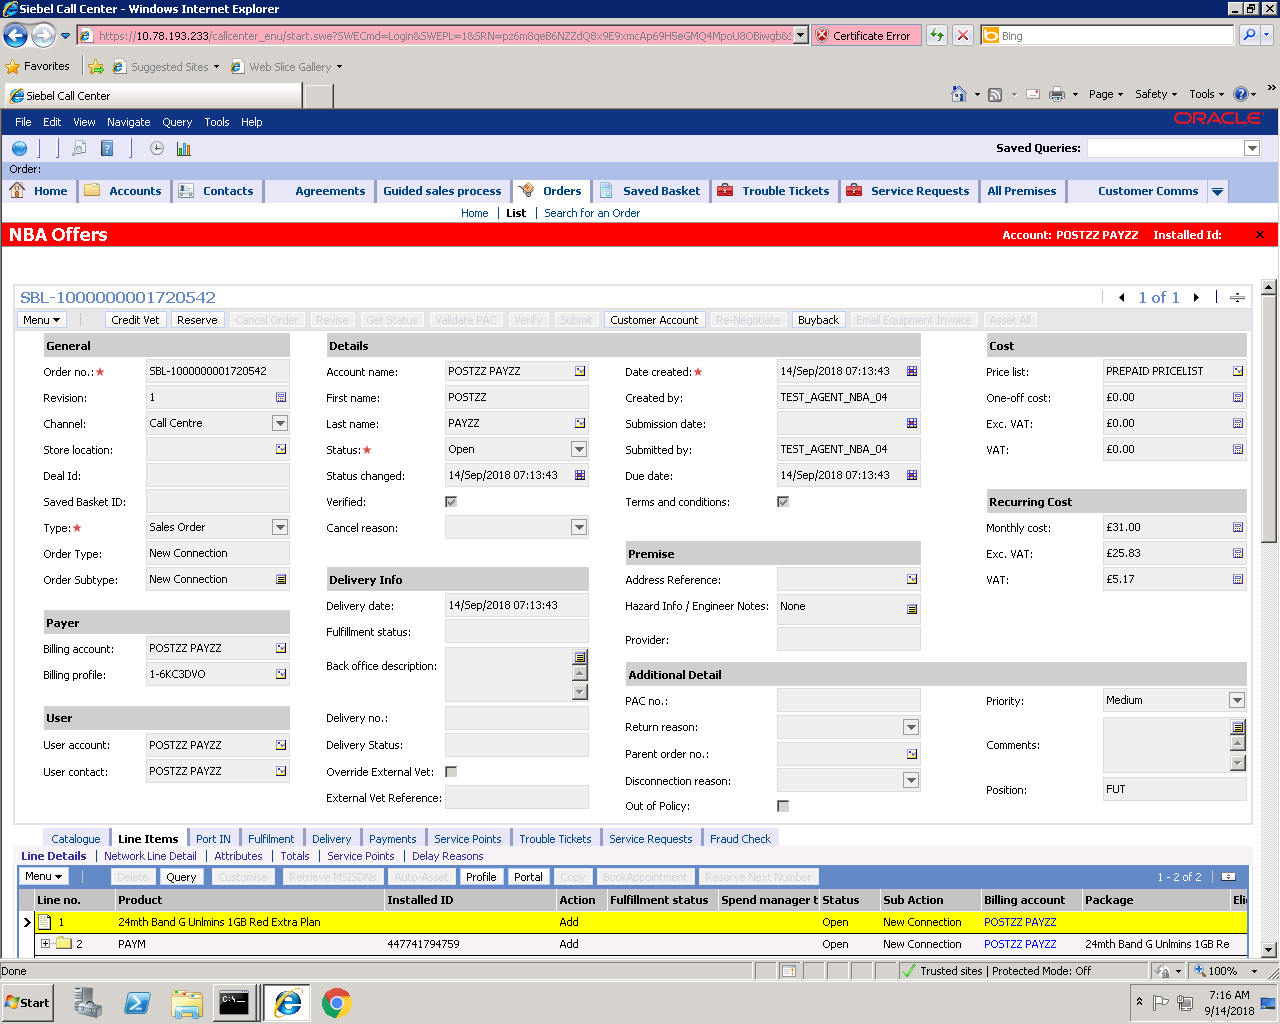 Siebel Call Center - Windows Internet Explorer
https://10.78.193.233/callcenter_enu/start.swe?SWECmd=Login&SWEPL=1&SRN=
Certificate Error
Bing
Favorites
Suggested Sites
Web Slice Gallery
Siebel Call Center
Page
Safety
Tools
File Edit View Navigate Query Tools Help
ORACLE
Saved Queries:
Order:
Home Accounts Contacts Agreements Guided sales process Orders Saved Basket Trouble Tickets Service Requests All Premises Customer Comms
Home | List | Search for an Order
NBA Offers
Account: POSTZZ PAYZZ Installed Id:
SBL-1000000001720542
1 of 1
Menu Credit Vet Reserve Cancel Order Revise Get Status Validate PAC Verify Submit Customer Account Re-Negotiate Buyback Email Equipment Invoice Asset All
General
Order no.: SBL-1000000001720542
Revision: 1
Channel: Call Centre
Store location:
Deal Id:
Saved Basket ID:
Type: Sales Order
Order Type: New Connection
Order Subtype: New Connection
Payer
Billing account: POSTZZ PAYZZ
Billing profile: 1-6KC3DVO
User
User account: POSTZZ PAYZZ
User contact: POSTZZ PAYZZ
Details
Account name: POSTZZ PAYZZ
First name: POSTZZ
Last name: PAYZZ
Status: Open
Status changed: 14/Sep/2018 07:13:43
Verified:
Cancel reason:
Delivery Info
Delivery date: 14/Sep/2018 07:13:43
Fulfillment status:
Back office description:
Delivery no.:
Delivery Status:
Override External Vet:
External Vet Reference:
Date created: 14/Sep/2018 07:13:43
Created by: TEST_AGENT_NBA_04
Submission date:
Submitted by: TEST_AGENT_NBA_04
Due date: 14/Sep/2018 07:13:43
Terms and conditions:
Premise
Address Reference:
Hazard Info / Engineer Notes: None
Provider:
Additional Detail
PAC no.:
Return reason:
Parent order no.:
Disconnection reason:
Out of Policy:
Priority: Medium
Comments:
Position: FUT
Cost
Price list: PREPAID PRICELIST
One-off cost: £0.00
Exc. VAT: £0.00
VAT: £0.00
Recurring Cost
Monthly cost: £31.00
Exc. VAT: £25.83
VAT: £5.17
Catalogue Line Items Port IN Fulfilment Delivery Payments Service Points Trouble Tickets Service Requests Fraud Check
Line Details | Network Line Detail | Attributes | Totals | Service Points | Delay Reasons
Menu Delete Query Customise Retrieve MSISDNs Auto-Asset Profile Portal Copy BookAppointment Reserve Next Number
1 - 2 of 2
Line no. Product Installed ID Action Fulfillment status Spend manager t Status Sub Action Billing account Package Eli
1 24mth Band G Unlmins 1GB Red Extra Plan Add Open New Connection POSTZZ PAYZZ
2 PAYM 447741794759 Add Open New Connection POSTZZ PAYZZ 24mth Band G Unlmins 1GB Re
Done
Trusted sites | Protected Mode: Off
100%
Start
7:16 AM
9/14/2018